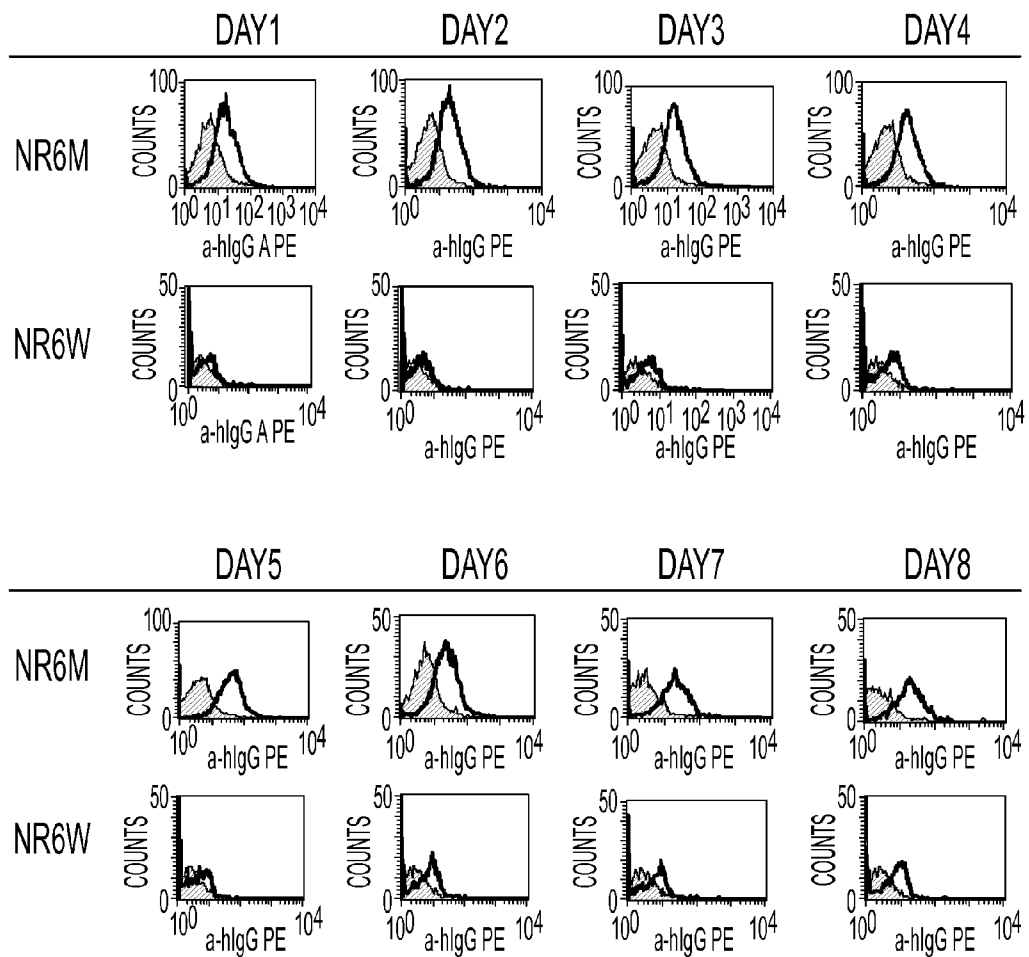 DAY1 DAY2 DAY3 DAY4
NR6M
100 100 100 100
COUNTS COUNTS COUNTS COUNTS
0 0 0 0
10^0 10^1 10^2 10^3 10^4 10^0 10^4 10^0 10^1 10^2 10^3 10^4 10^0 10^4
a-hIgG A PE a-hIgG PE a-hIgG PE a-hIgG PE
NR6W
50 50 50 50
COUNTS COUNTS COUNTS COUNTS
0 0 0 0
10^0 10^4 10^0 10^4 10^0 10^1 10^2 10^3 10^4 10^0 10^4
a-hIgG A PE a-hIgG PE a-hIgG PE a-hIgG PE
DAY5 DAY6 DAY7 DAY8
NR6M
100 50 50 50
COUNTS COUNTS COUNTS COUNTS
0 0 0 0
10^0 10^4 10^0 10^4 10^0 10^4 10^0 10^4
a-hIgG PE a-hIgG PE a-hIgG PE a-hIgG PE
NR6W
50 50 50 50
COUNTS COUNTS COUNTS COUNTS
0 0 0 0
10^0 10^4 10^0 10^4 10^0 10^4 10^0 10^4
a-hIgG PE a-hIgG PE a-hIgG PE a-hIgG PE